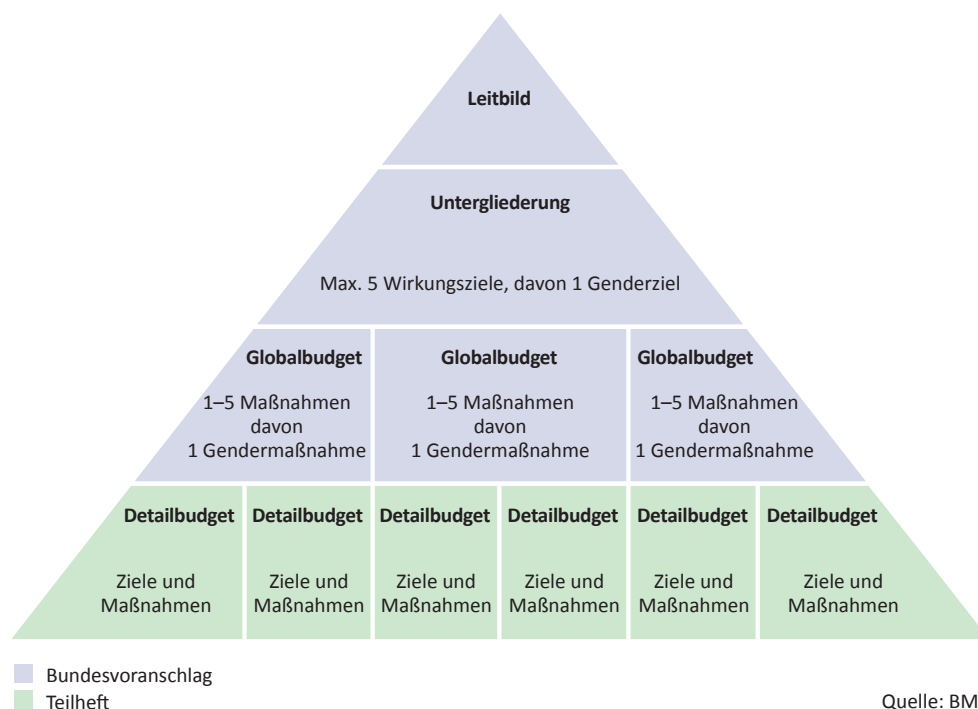 Leitbild
Untergliederung
Max. 5 Wirkungsziele, davon 1 Genderziel
Globalbudget
1–5 Maßnahmen
davon
1 Gendermaßnahme
Globalbudget
1–5 Maßnahmen
davon
1 Gendermaßnahme
Globalbudget
1–5 Maßnahmen
davon
1 Gendermaßnahme
Detailbudget
Ziele und
Maßnahmen
Detailbudget
Ziele und
Maßnahmen
Detailbudget
Ziele und
Maßnahmen
Detailbudget
Ziele und
Maßnahmen
Detailbudget
Ziele und
Maßnahmen
Detailbudget
Ziele und
Maßnahmen
Bundesvoranschlag
Teilheft
Quelle: BM